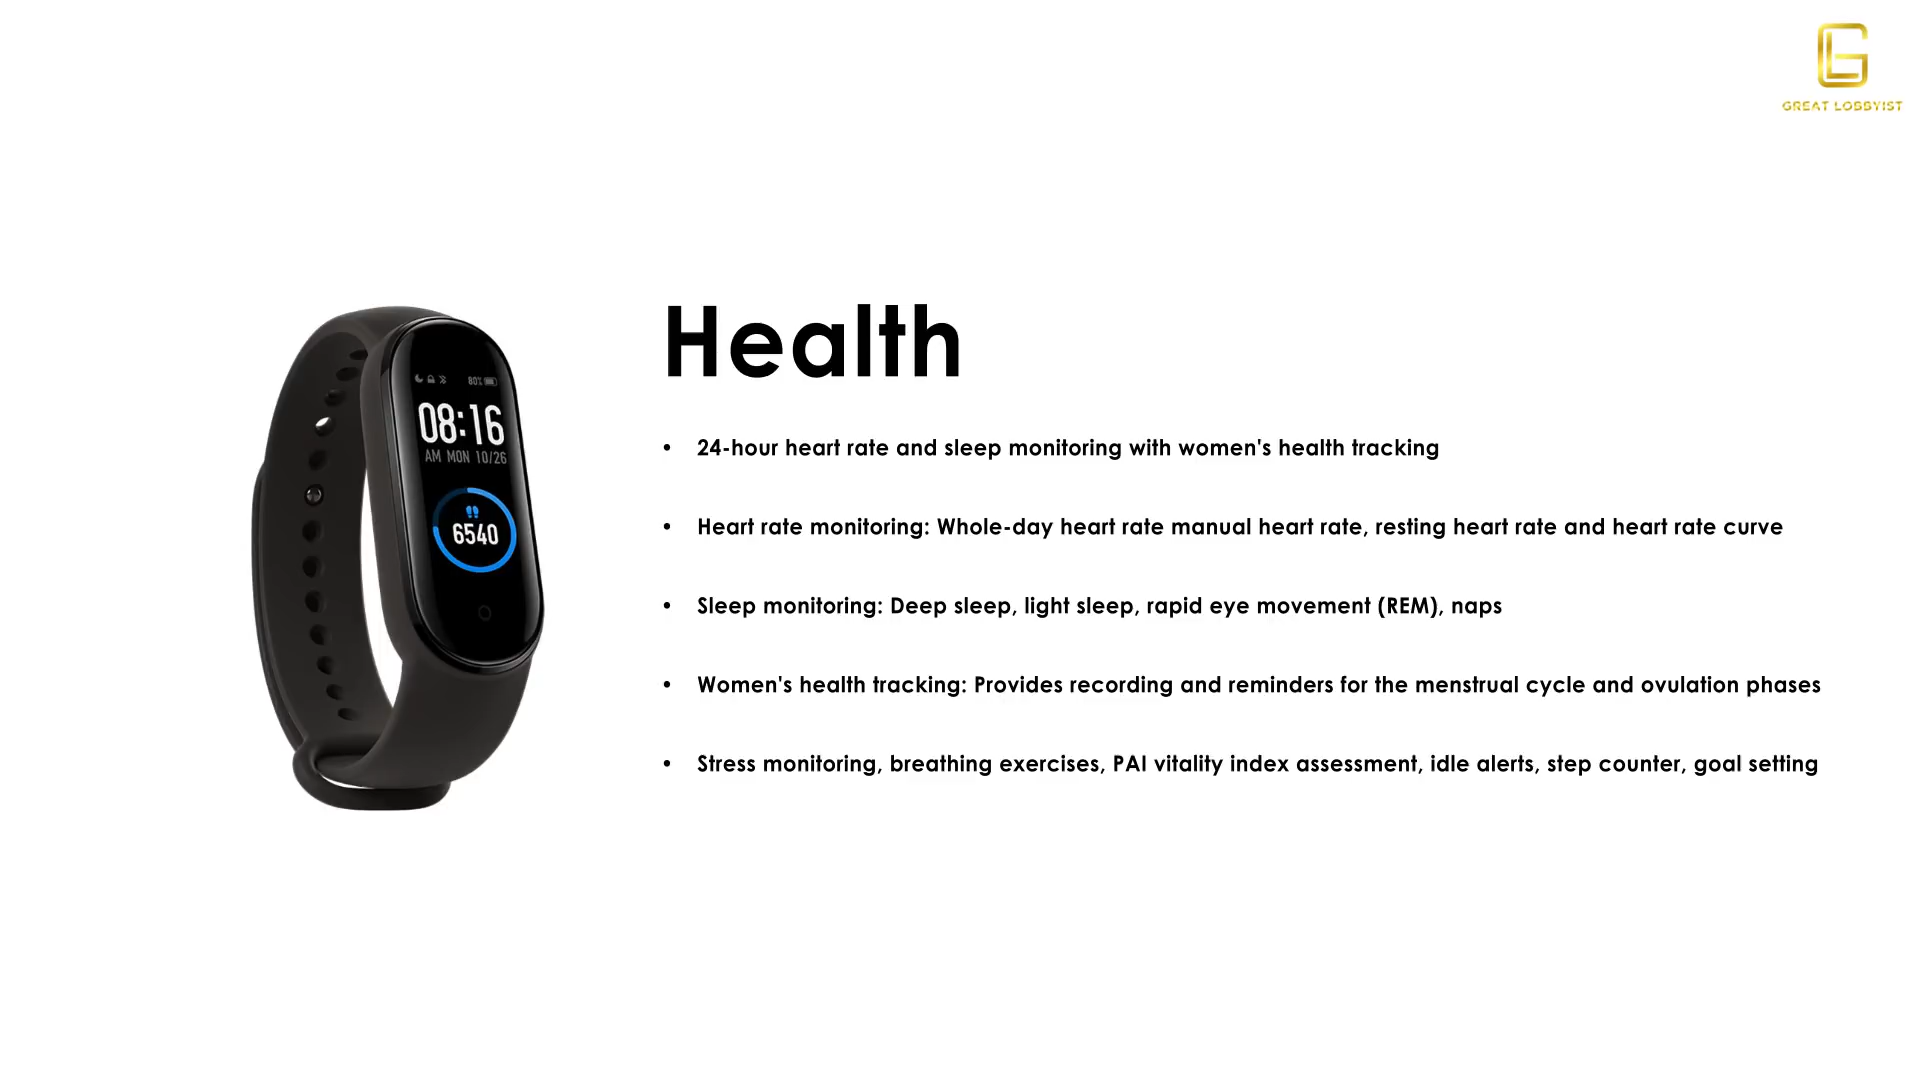 GREAT LOBBYIST
Health
80%
08:16
AM MON 10/26
6540
• 24-hour heart rate and sleep monitoring with women's health tracking
• Heart rate monitoring: Whole-day heart rate manual heart rate, resting heart rate and heart rate curve
• Sleep monitoring: Deep sleep, light sleep, rapid eye movement (REM), naps
• Women's health tracking: Provides recording and reminders for the menstrual cycle and ovulation phases
• Stress monitoring, breathing exercises, PAI vitality index assessment, idle alerts, step counter, goal setting